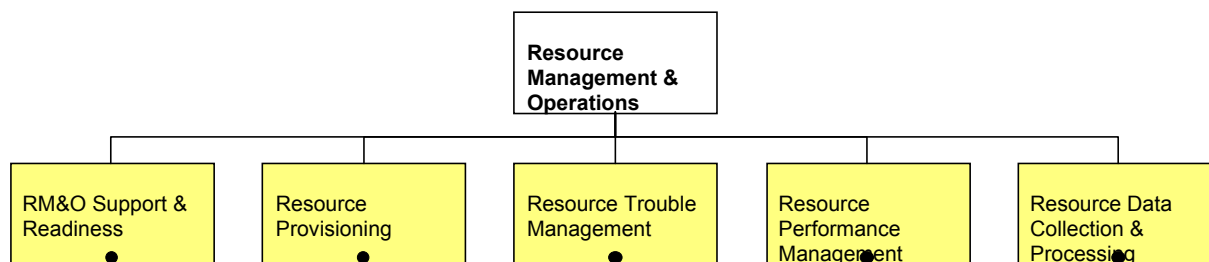 Resource
Management &
Operations
RM&O Support &
Readiness
Resource
Provisioning
Resource Trouble
Management
Resource
Performance
Management
Resource Data
Collection &
Processing